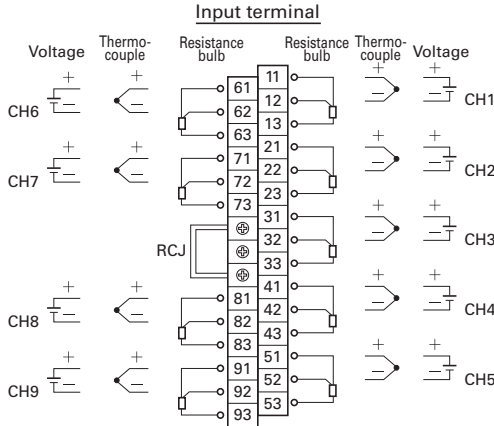 Input terminal
Voltage Thermo-couple Resistance bulb Resistance bulb Thermo-couple Voltage
CH6 + − + − 61 62 63
CH7 + − + − 71 72 73
RCJ
CH8 + − + − 81 82 83
CH9 + − + − 91 92 93
11 12 13 + − + − CH1
21 22 23 + − + − CH2
31 32 33 + − + − CH3
41 42 43 + − + − CH4
51 52 53 + − + − CH5